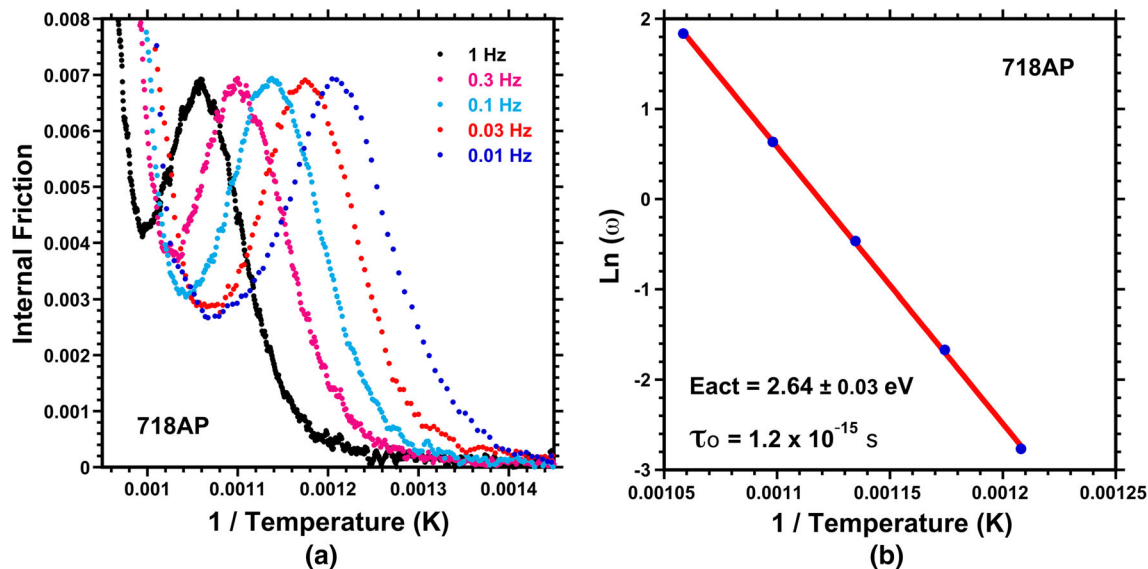 0.008
0.007
0.006
0.005
0.004
0.003
0.002
0.001
0
Internal Friction
1 Hz
0.3 Hz
0.1 Hz
0.03 Hz
0.01 Hz
718AP
0.001 0.0011 0.0012 0.0013 0.0014
1 / Temperature (K)
(a)
2
1
0
-1
-2
-3
Ln (ω)
718AP
Eact = 2.64 ± 0.03 eV
τo = 1.2 x 10⁻¹⁵ s
0.00105 0.0011 0.00115 0.0012 0.00125
1 / Temperature (K)
(b)